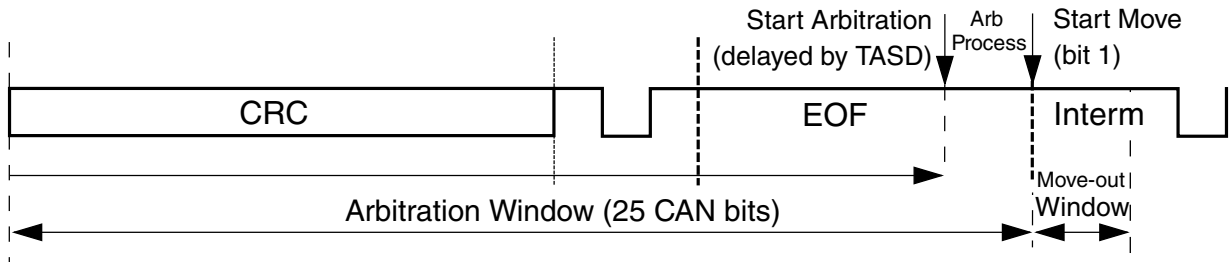 Start Arbitration
(delayed by TASD)
Arb
Process
Start Move
(bit 1)
CRC
EOF
Interm
Arbitration Window (25 CAN bits)
Move-out
Window